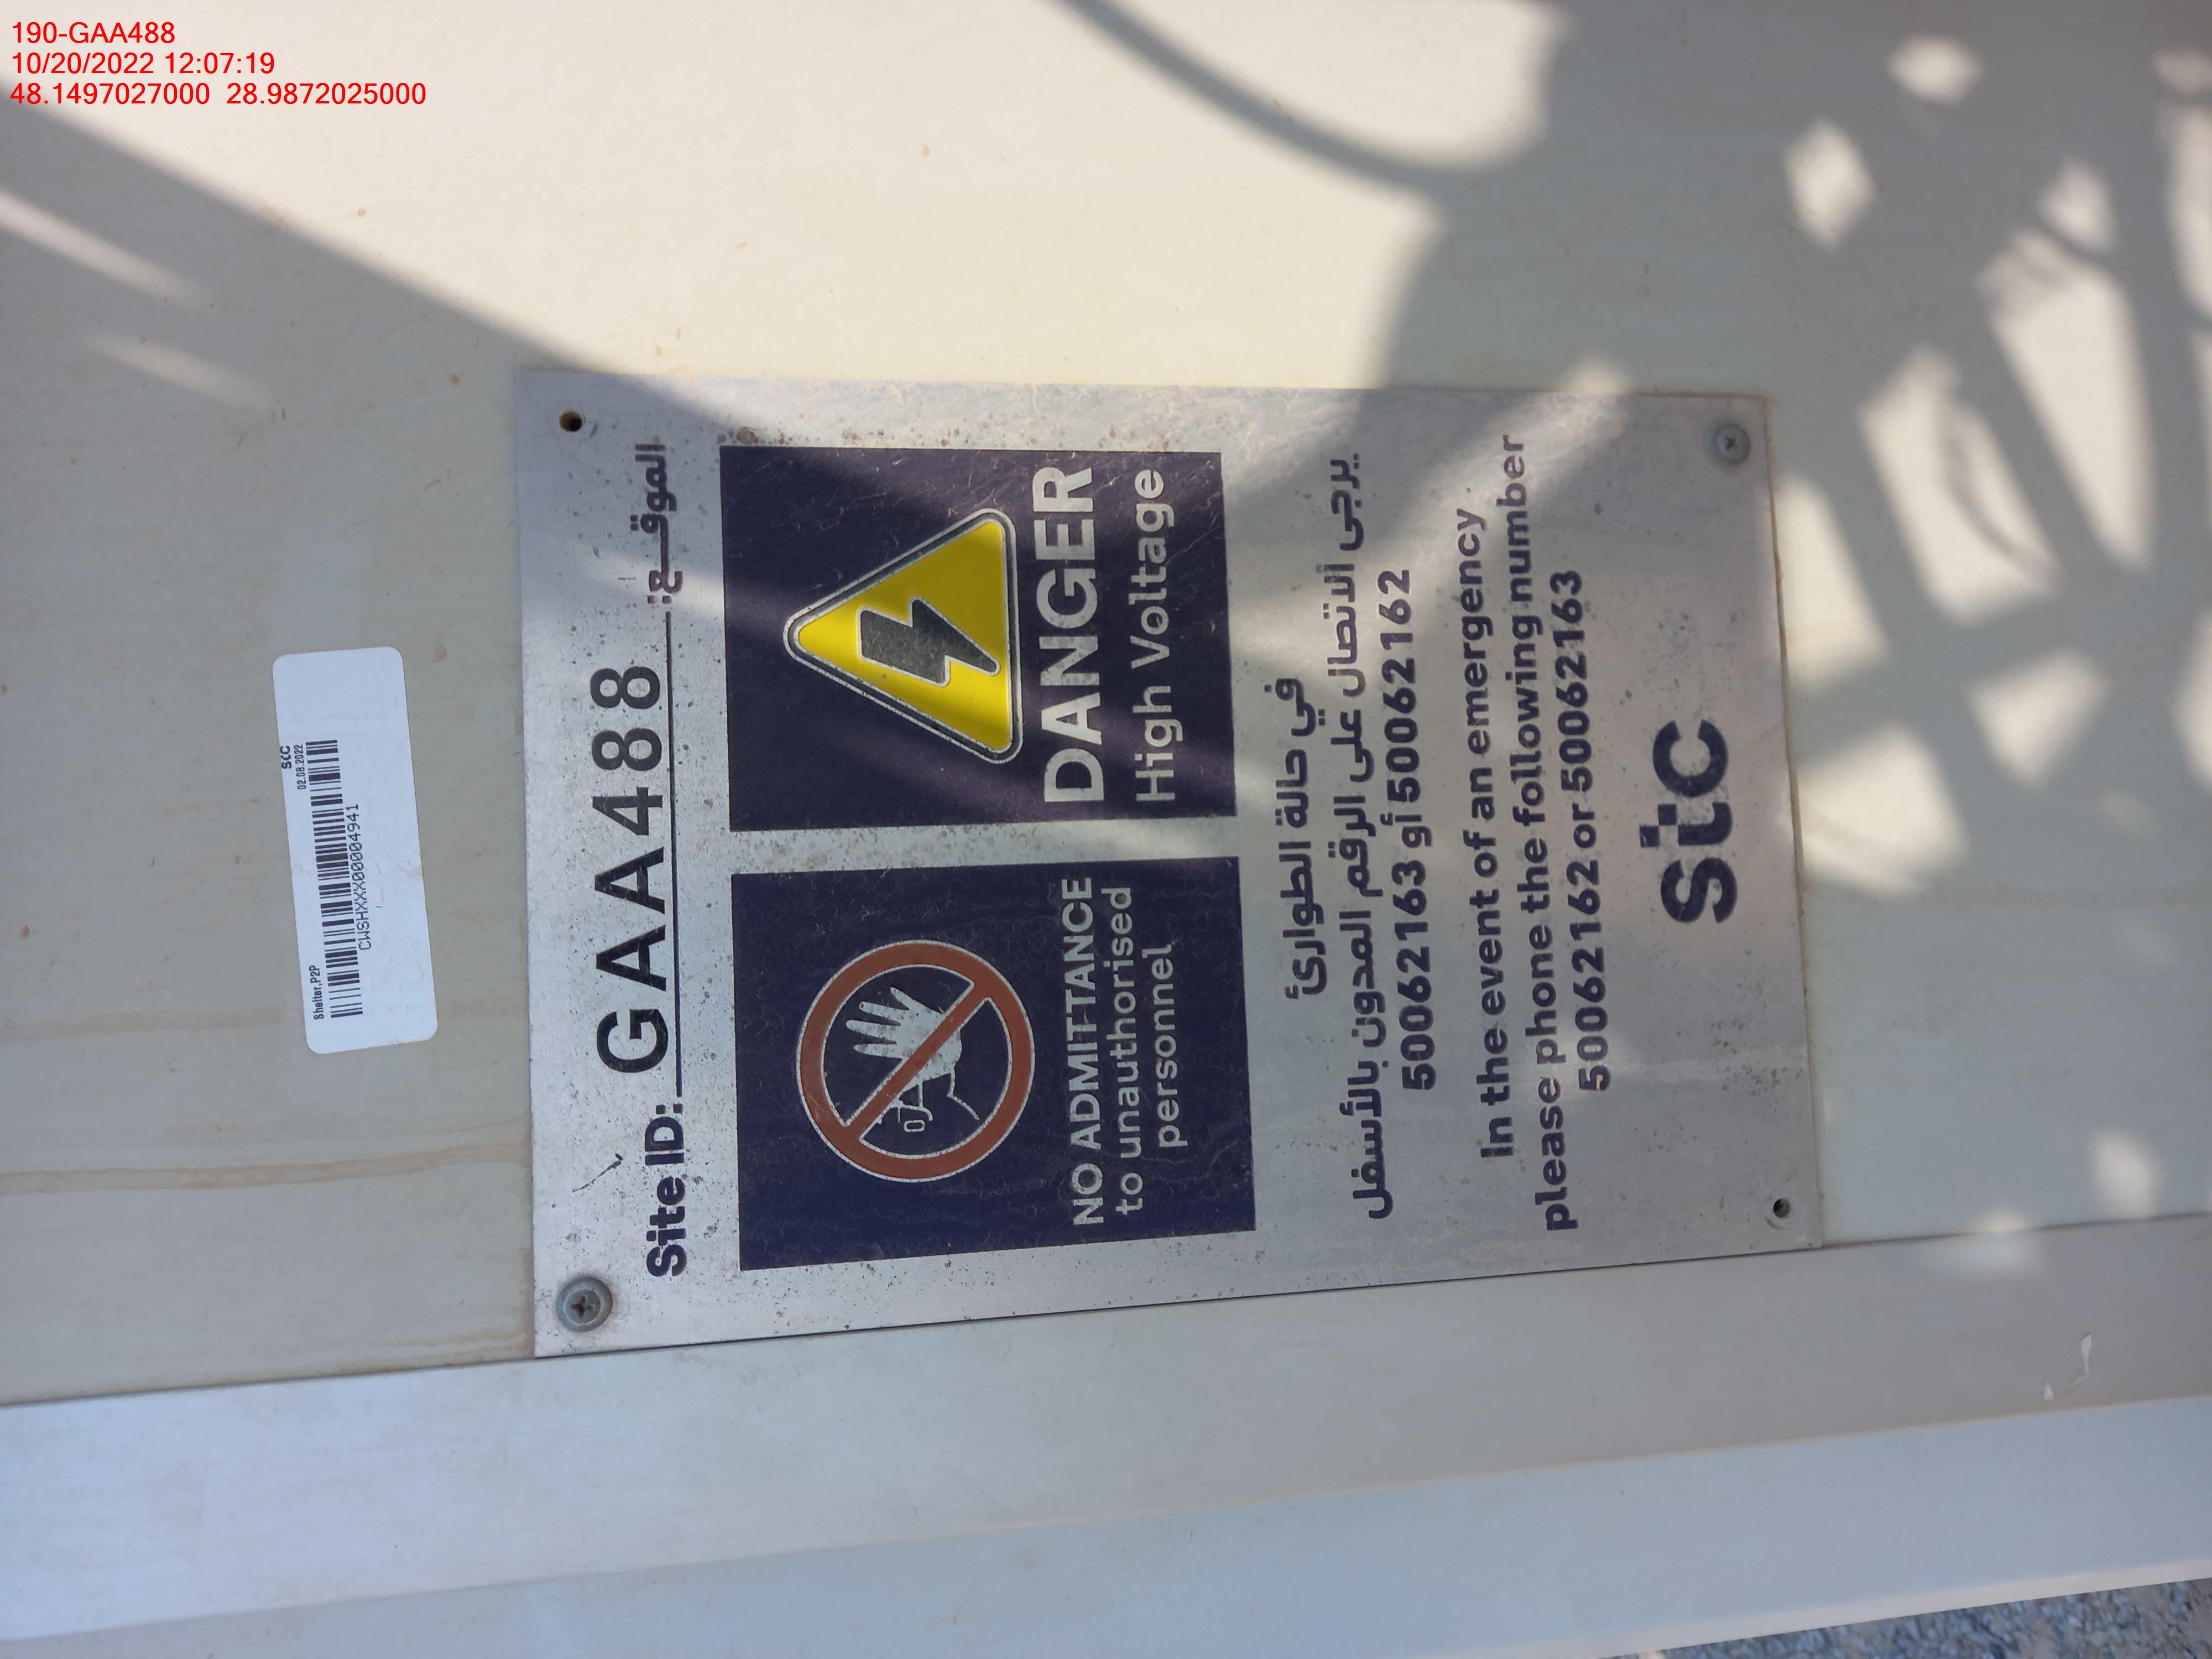 190-GAA488
10/20/2022 12:07:19
48.1497027000 28.9872025000
stc
Shelter,P2P 02.08.2022
CWSHXXXX000004941
Site ID: GAA488 الموقع:
NO ADMITTANCE
to unauthorised
personnel
DANGER
High Voltage
في حالة الطوارئ
يرجى الاتصال على الرقم المدون بالأسفل
50062163 أو 50062162
In the event of an emergency
please phone the following number
50062162 or 50062163
stc